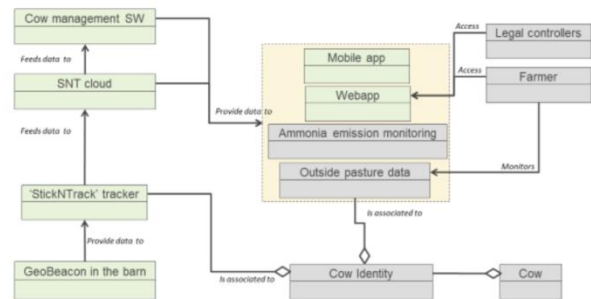 Cow management SW
Legal controllers
Access
Mobile app
Feeds data to
Access
SNT cloud
Farmer
Webapp
Provide data to
Ammonia emission monitoring
Feeds data to
Monitors
Outside pasture data
'StickNTrack' tracker
Is associated to
Provide data to
GeoBeacon in the barn
Is associated to
Cow Identity
Cow